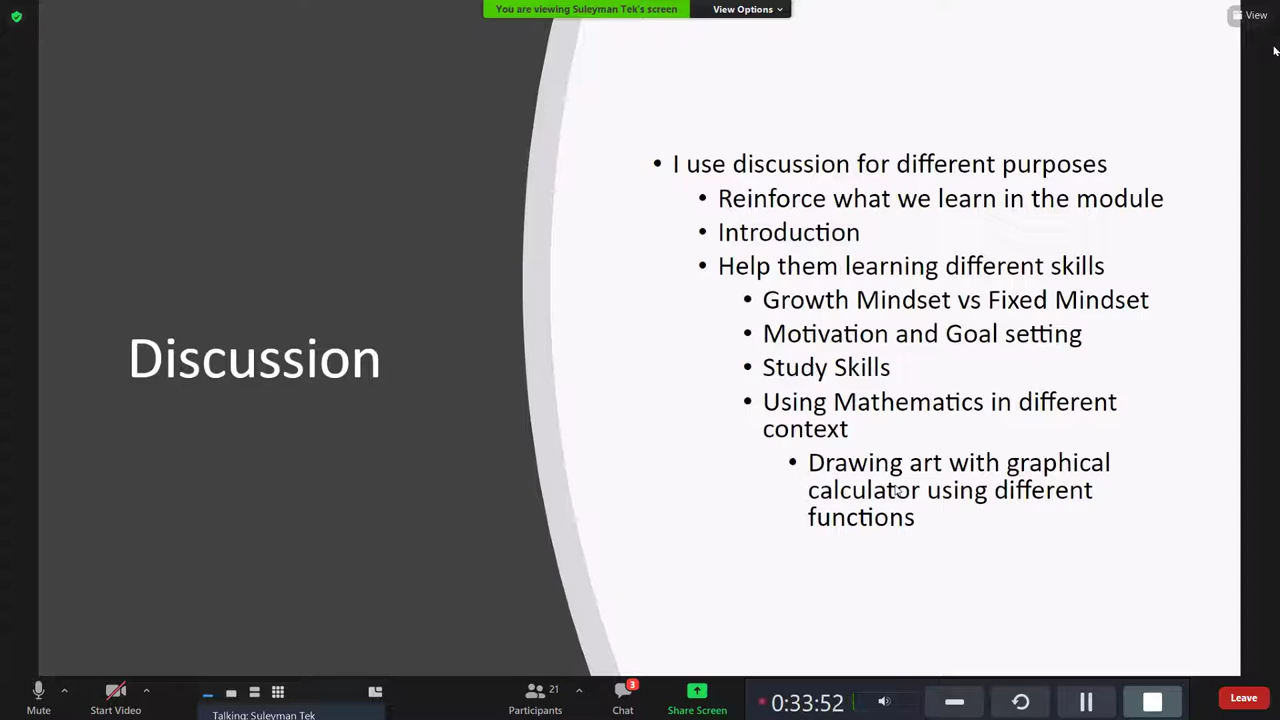 You are viewing Suleyman Tek's screen
View Options
View
Discussion
• I use discussion for different purposes
• Reinforce what we learn in the module
• Introduction
• Help them learning different skills
• Growth Mindset vs Fixed Mindset
• Motivation and Goal setting
• Study Skills
• Using Mathematics in different
context
• Drawing art with graphical
calculator using different
functions
Mute
Start Video
Talking: Suleyman Tek
21
Participants
3
Chat
Share Screen
0:33:52
Leave